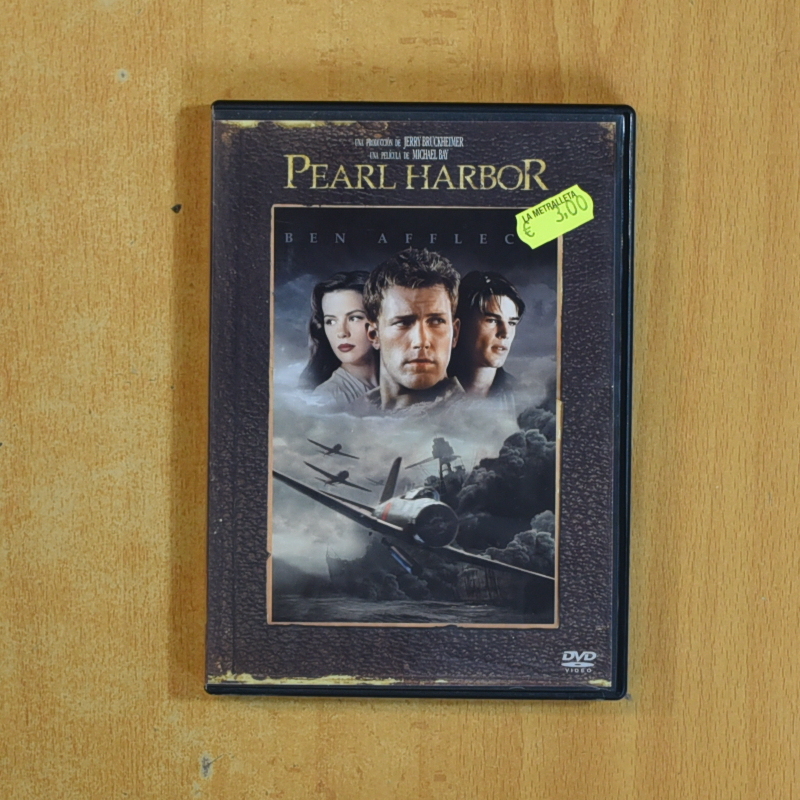 UNA PRODUCCIÓN DE JERRY BRUCKHEIMER
UNA PELÍCULA DE MICHAEL BAY
PEARL HARBOR
LA METRALLETA
€ 3,00
BEN AFFLEC
DVD
VIDEO